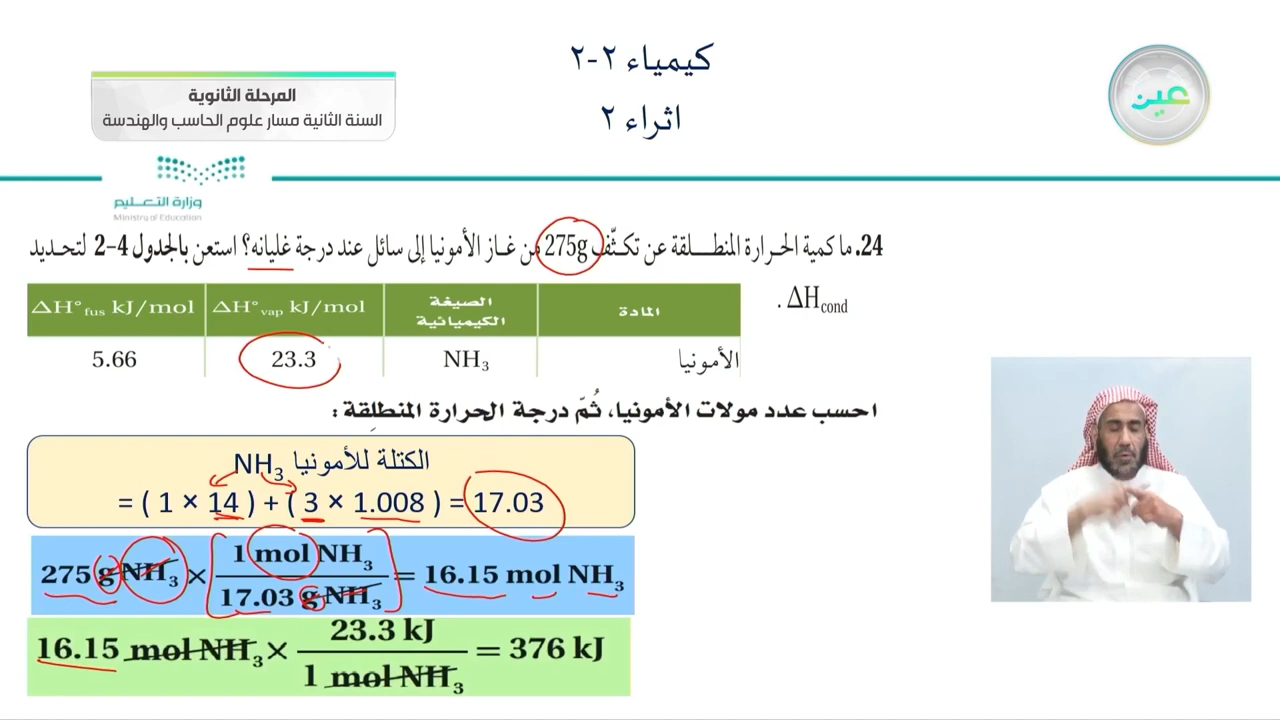 كيمياء ٢-٢
اثراء ٢
عين
المرحلة الثانوية
السنة الثانية مسار علوم الحاسب والهندسة
وزارة التعليم
Ministry of Education
24. ما كمية الحرارة المنطلقة عن تكثّف 275g من غاز الأمونيا إلى سائل عند درجة غليانه؟ استعن بالجدول 4-2 لتحديد
ΔHcond .
المادة الصيغة الكيميائية ΔH°vap kJ/mol ΔH°fus kJ/mol
الأمونيا NH₃ 23.3 5.66
احسب عدد مولات الأمونيا، ثُمّ درجة الحرارة المنطلقة :
الكتلة للأمونيا NH₃
= ( 1 × 14 ) + ( 3 × 1.008 ) = 17.03
275 g NH₃ × [ 1 mol NH₃ / 17.03 g NH₃ ] = 16.15 mol NH₃
16.15 mol NH₃ × 23.3 kJ / 1 mol NH₃ = 376 kJ